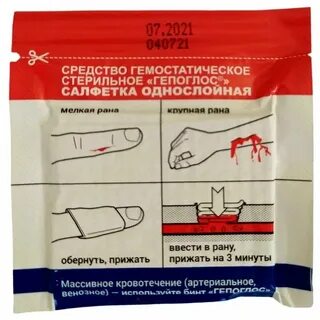 07.2021
040721
СРЕДСТВО ГЕМОСТАТИЧЕСКОЕ
СТЕРИЛЬНОЕ «ГЕПОГЛОС®»
САЛФЕТКА ОДНОСЛОЙНАЯ
мелкая рана
крупная рана
обернуть, прижать
ввести в рану,
прижать на 3 минуты
Массивное кровотечение (артериальное,
венозное) — используйте бинт «ГЕПОГЛОС»